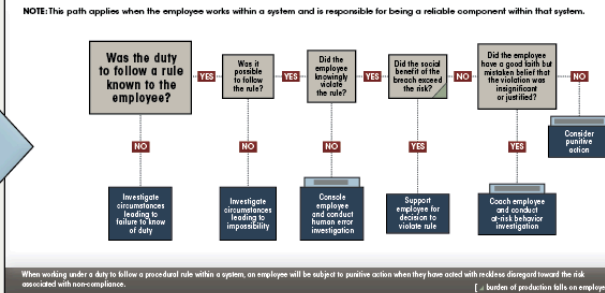 NOTE: This path applies when the employee works within a system and is responsible for being a reliable component within that system.
Was the duty
to follow a rule
known to the
employee?
YES
Was it
possible
to follow
the rule?
YES
Did the
employee
knowingly
violate
the rule?
YES
Did the social
benefit of the
breach exceed
the risk?
NO
Did the employee
have a good faith but
mistaken belief that
the violation was
insignificant
or justified?
NO
Consider
punitive
action
NO
NO
NO
YES
YES
Investigate
circumstances
leading to
failure to know
of duty
Investigate
circumstances
leading to
impossibility
Console
employee
and conduct
human error
investigation
Support
employee for
decision to
violate rule
Coach employee
and conduct
at-risk behavior
investigation
When working under a duty to follow a procedural rule within a system, an employee will be subject to punitive action when they have acted with reckless disregard toward the risk
associated with non-compliance.
burden of production falls on employe